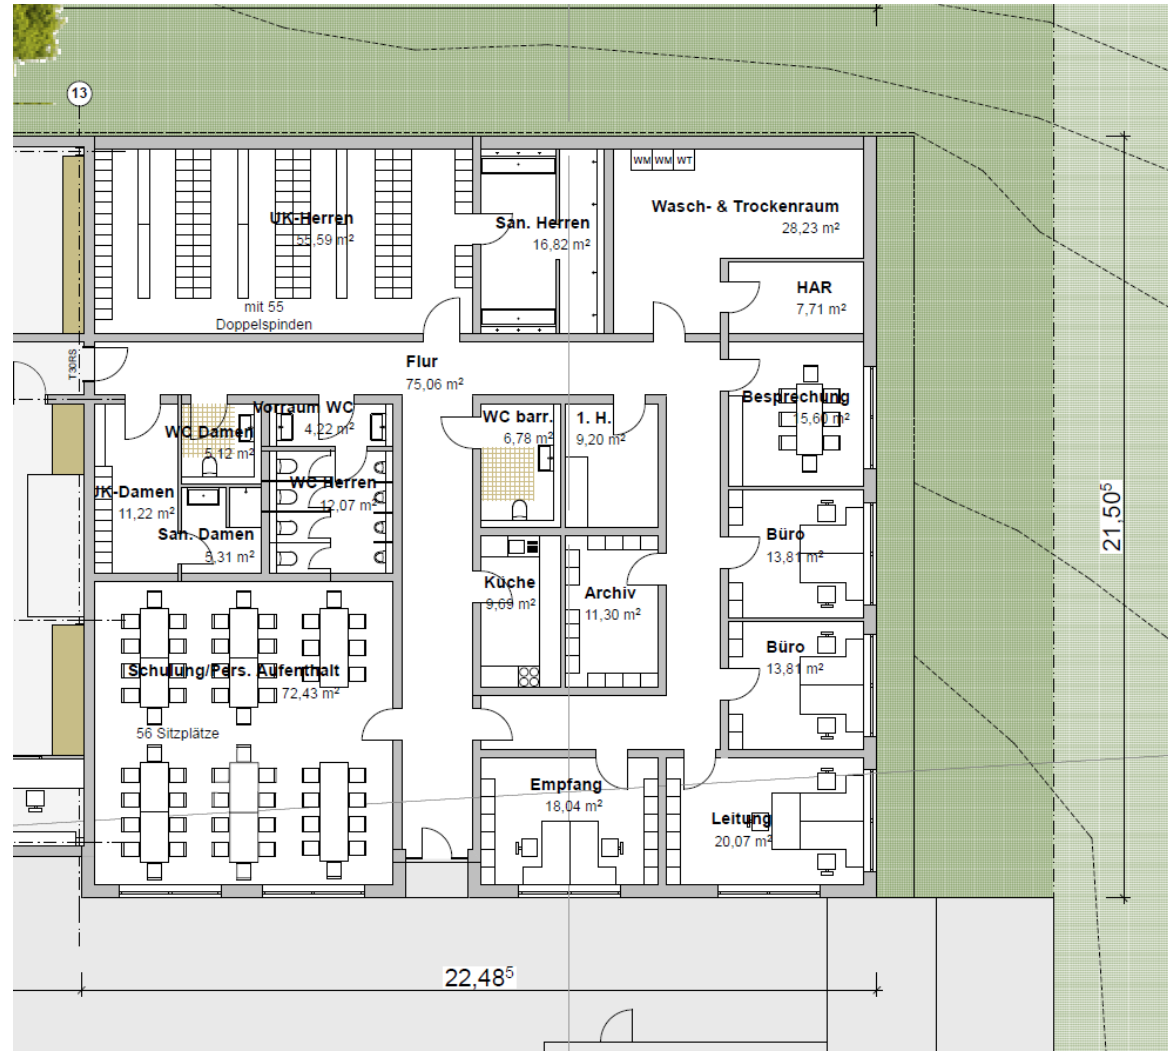 13
WM WM WT
UK-Herren
55,59 m²
San. Herren
16,82 m²
Wasch- & Trockenraum
28,23 m²
HAR
7,71 m²
mit 55
Doppelspinden
T30RS
Flur
75,06 m²
Besprechung
15,60 m²
Vorraum WC
4,22 m²
WC barr.
6,78 m²
1. H.
9,20 m²
WC Damen
5,12 m²
WC Herren
12,07 m²
UK-Damen
11,22 m²
San. Damen
5,31 m²
Büro
13,81 m²
21,50⁵
Küche
9,69 m²
Archiv
11,30 m²
Büro
13,81 m²
Schulung/Pers. Aufenthalt
72,43 m²
56 Sitzplätze
Empfang
18,04 m²
Leitung
20,07 m²
22,48⁵